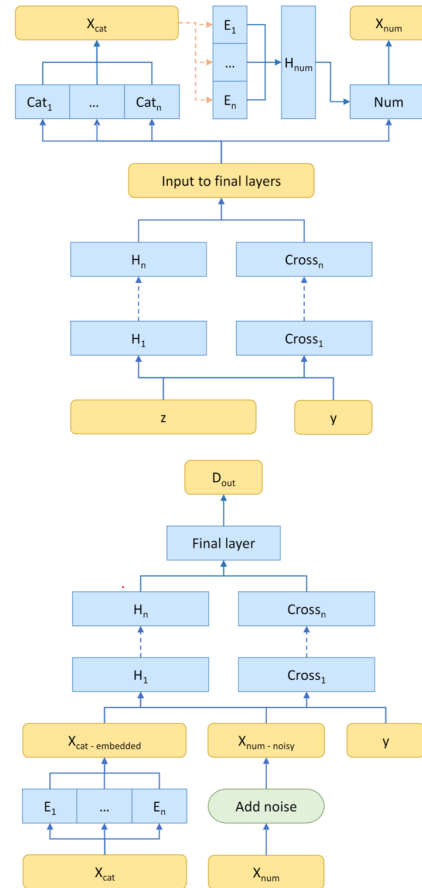 X_cat
E_1
X_num
...
H_num
Cat_1 ... Cat_n
E_n
Num
Input to final layers
H_n Cross_n
H_1 Cross_1
z y
D_out
Final layer
H_n Cross_n
H_1 Cross_1
X_cat - embedded X_num - noisy y
E_1 ... E_n Add noise
X_cat X_num